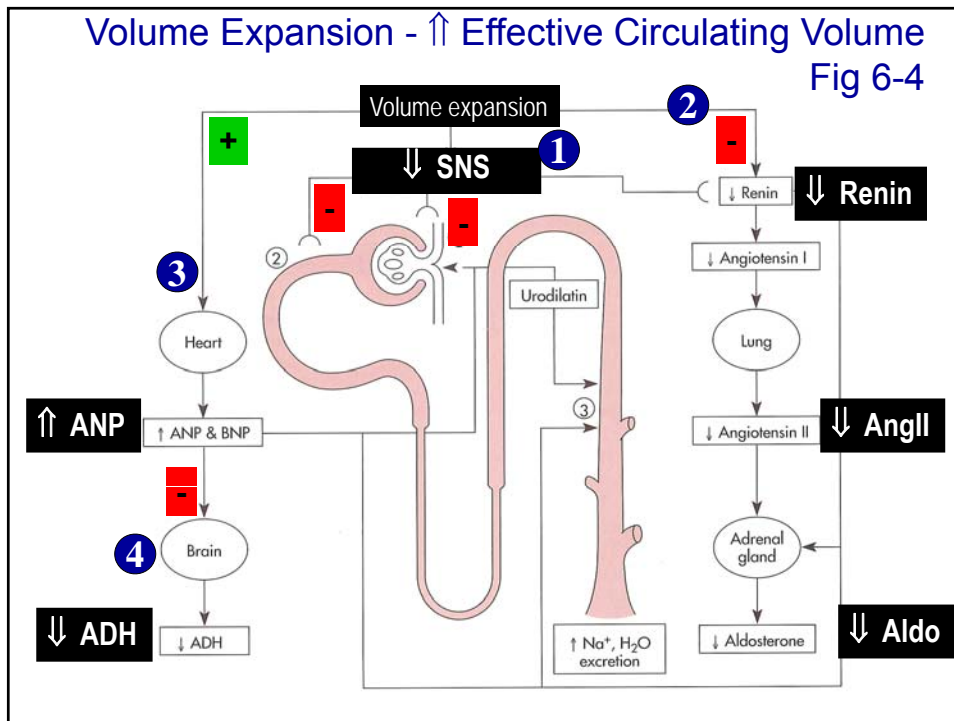 Volume Expansion - ⇑ Effective Circulating Volume
Fig 6-4
Volume expansion
2
+
-
1
⇓ SNS
-
-
↓ Renin
⇓ Renin
2
3
↓ Angiotensin I
Urodilatin
Heart
Lung
3
⇑ ANP
↑ ANP & BNP
↓ Angiotensin II
⇓ AngII
-
4
Brain
Adrenal
gland
⇓ ADH
↓ ADH
↑ Na⁺, H₂O
excretion
↓ Aldosterone
⇓ Aldo